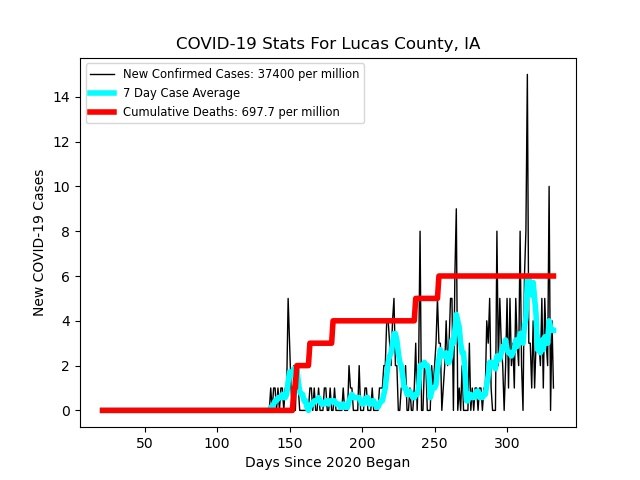 COVID-19 Stats For Lucas County, IA
New Confirmed Cases: 37400 per million
7 Day Case Average
Cumulative Deaths: 697.7 per million
New COVID-19 Cases
14
12
10
8
6
4
2
0
50 100 150 200 250 300
Days Since 2020 Began